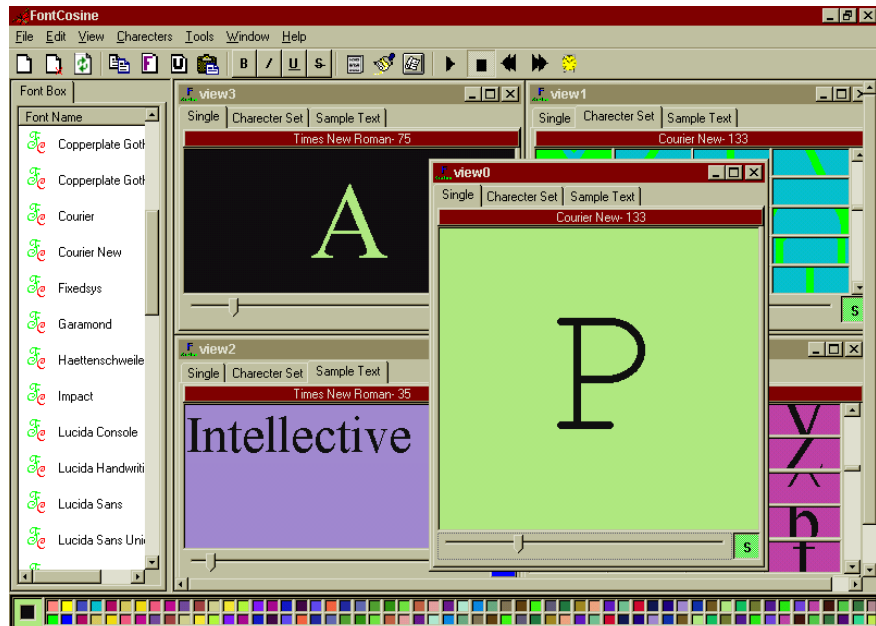 FontCosine
File Edit View Charecters Tools Window Help
B / U S
Font Box
Font Name
Copperplate Goth
Copperplate Goth
Courier
Courier New
Fixedsys
Garamond
Haettenschweile
Impact
Lucida Console
Lucida Handwriti
Lucida Sans
Lucida Sans Uni
view3
Single Charecter Set Sample Text
Times New Roman- 75
A
view1
Single Charecter Set Sample Text
Courier New- 133
S
view0
Single Charecter Set Sample Text
Courier New- 133
P
S
view2
Single Charecter Set Sample Text
Times New Roman- 35
Intellective